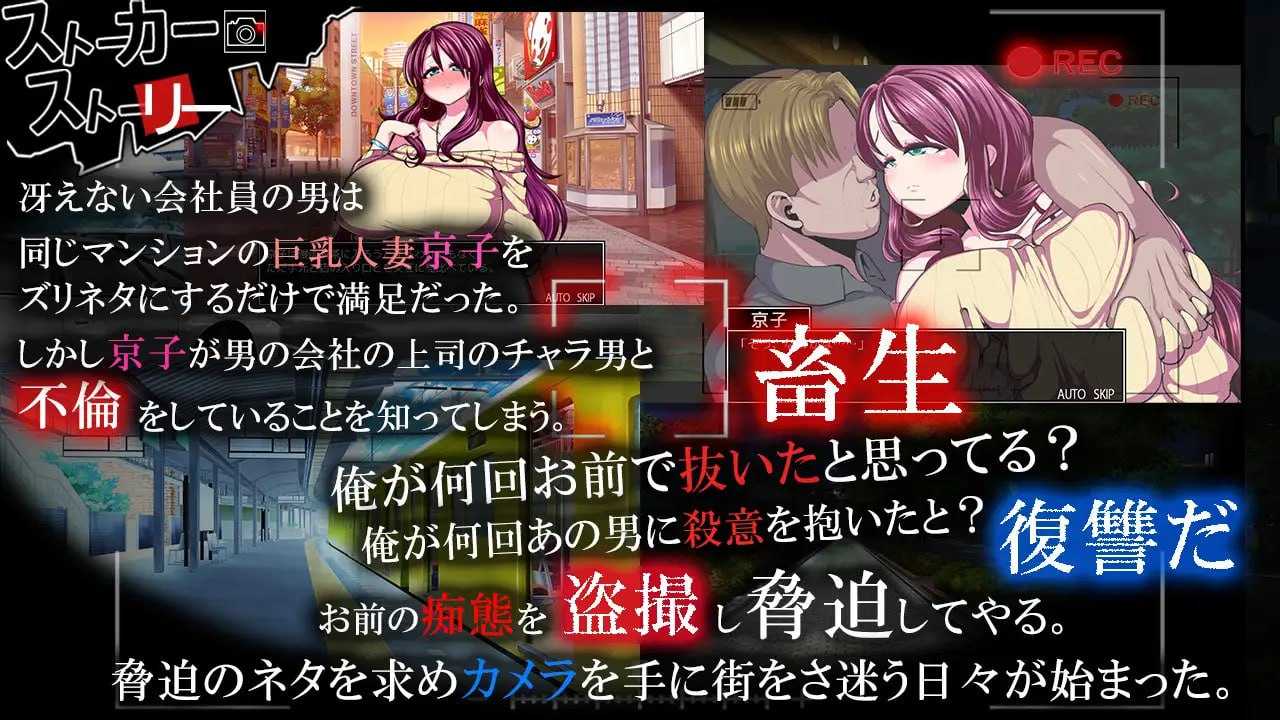 ストーカー
ストーリー
DOWNTOWN STREET
REC
REC
冴えない会社員の男は
同じマンションの巨乳人妻京子を
ズリネタにするだけで満足だった。
AUTO SKIP
しかし京子が男の会社の上司のチャラ男と
不倫をしていることを知ってしまう。
京子
AUTO SKIP
畜生
俺が何回お前で抜いたと思ってる？
俺が何回あの男に殺意を抱いたと？
復讐だ
お前の痴態を盗撮し脅迫してやる。
脅迫のネタを求めカメラを手に街をさ迷う日々が始まった。